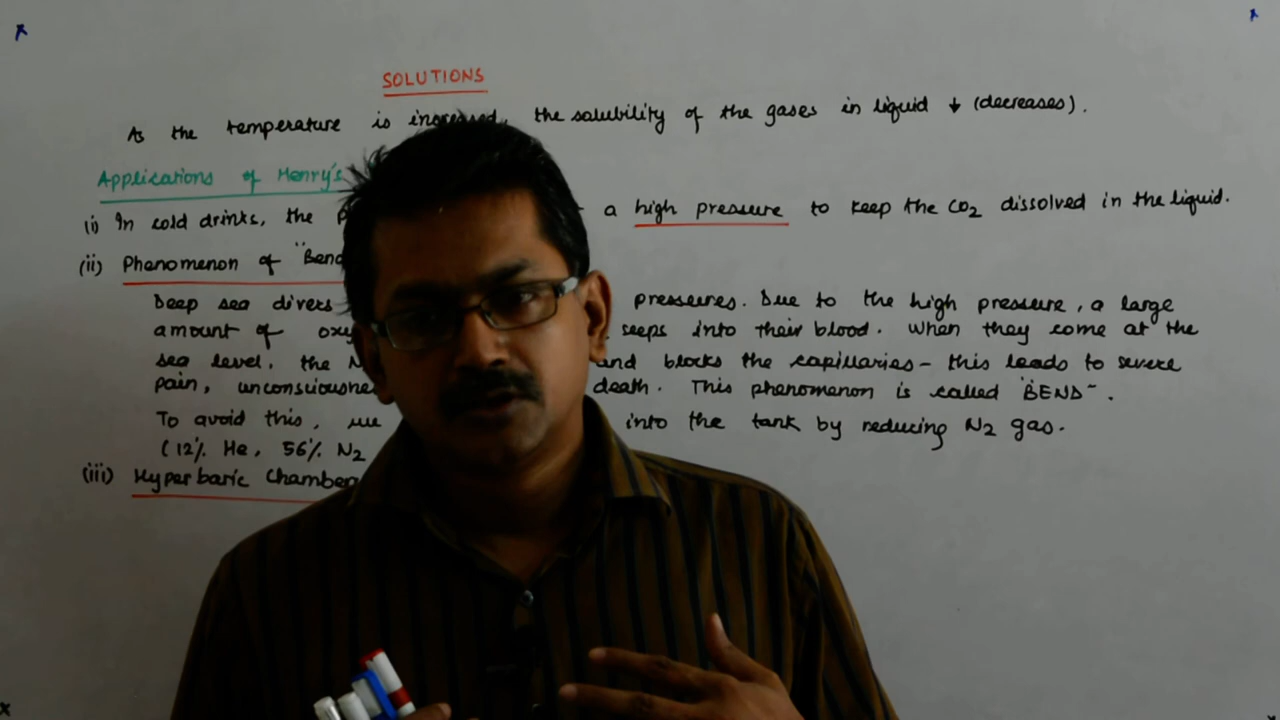 SOLUTIONS
As the temperature is increased, the solubility of the gases in liquid ↓ (decreases).
Applications of Henry's
(i) In cold drinks, the a high pressure to keep the CO2 dissolved in the liquid.
(ii) Phenomenon of "Bend
Deep sea divers pressures. Due to the high pressure, a large
amount of seeps into their blood. When they come at the
sea level, the N and blocks the capillaries - this leads to severe
pain, death. This phenomenon is called "BEND".
To avoid this, we into the tank by reducing N2 gas.
(12% He, 56% N2
(iii) Hyperbaric Chamber